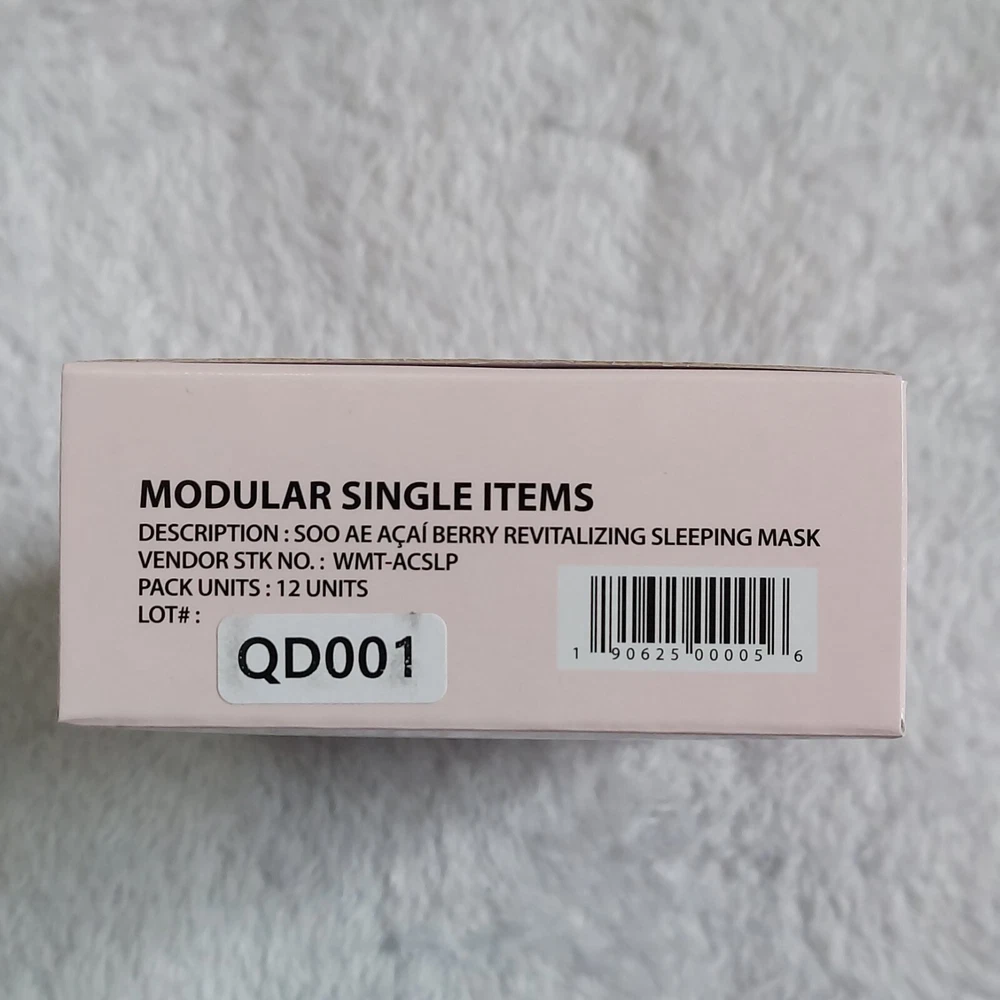 MODULAR SINGLE ITEMS
DESCRIPTION : SOO AE AÇAÍ BERRY REVITALIZING SLEEPING MASK
VENDOR STK NO. : WMT-ACSLP
PACK UNITS : 12 UNITS
LOT# :
QD001
1 90625 00005 6